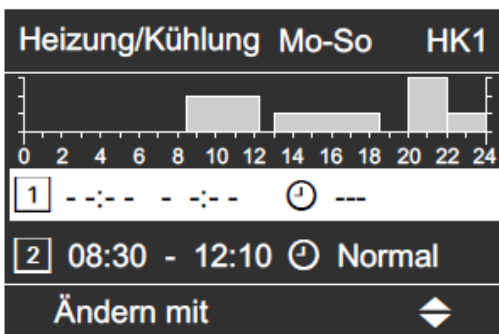 Heizung/Kühlung Mo-So HK1
0 2 4 6 8 10 12 14 16 18 20 22 24
1 - -:- - - -:- - ---
2 08:30 - 12:10 Normal
Ändern mit